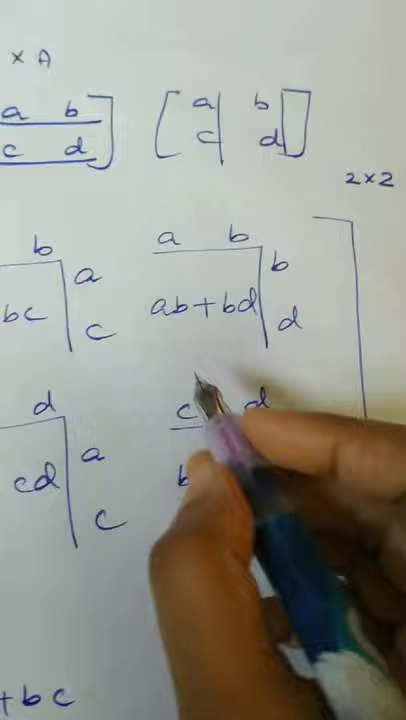 × A
a b ] [ a b ]
c d c d
2×2
b a b
a b
bc ab+bd
c d
d c d
a
cd b
c
+bc